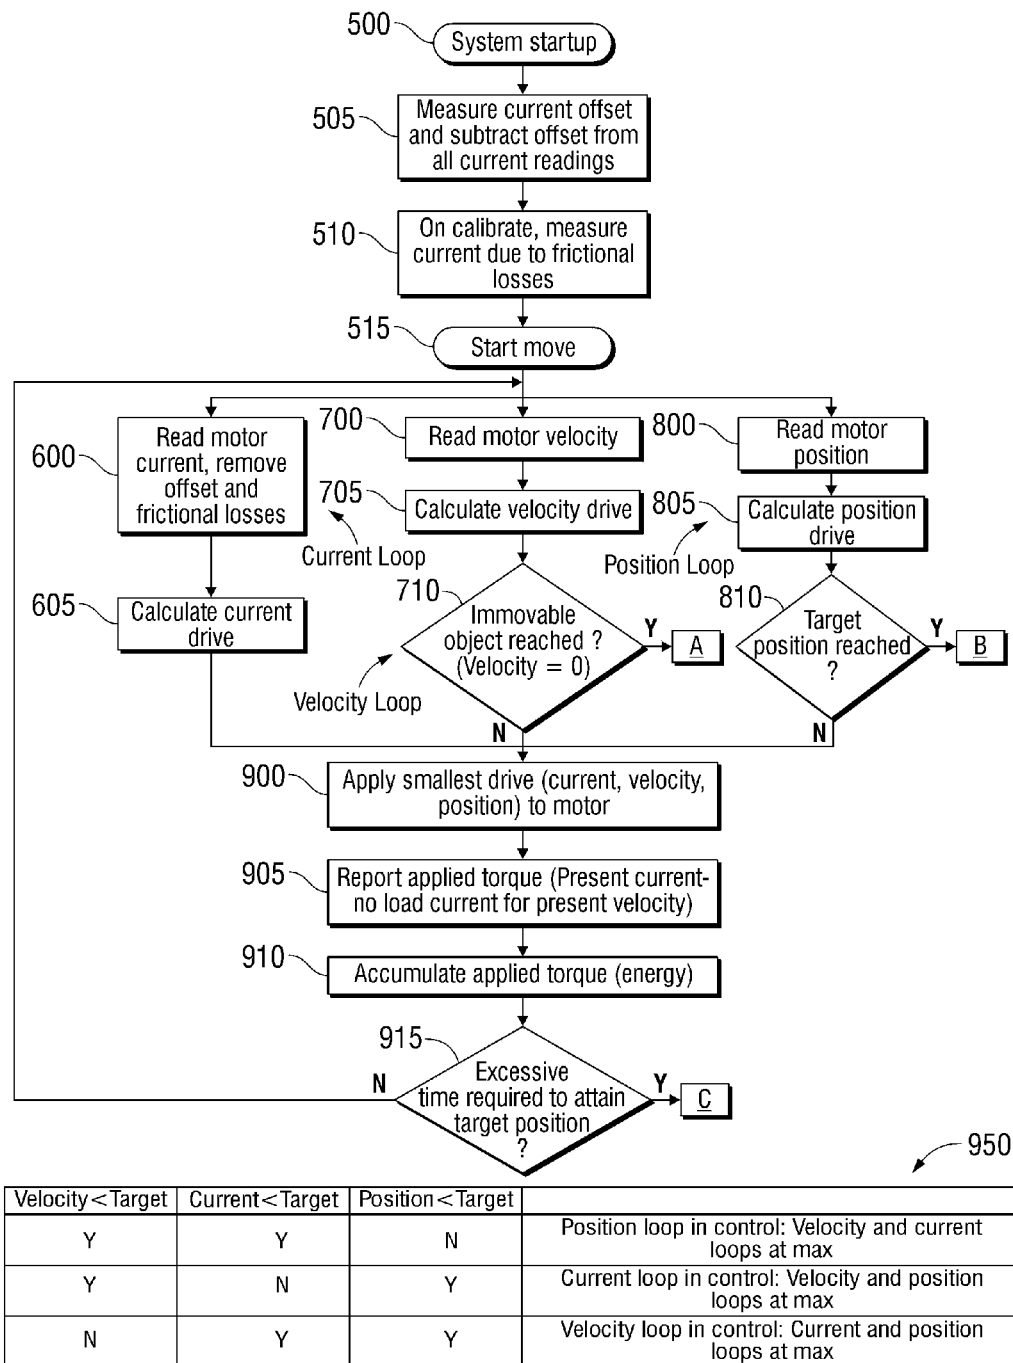 500
System startup
505
Measure current offset
and subtract offset from
all current readings
510
On calibrate, measure
current due to frictional
losses
515
Start move
600
Read motor
current, remove
offset and
frictional losses
Current Loop
605
Calculate current
drive
700
Read motor velocity
705
Calculate velocity drive
710
Immovable
object reached ?
(Velocity = 0)
Velocity Loop
Y
A
N
800
Read motor
position
805
Calculate position
drive
Position Loop
810
Target
position reached
?
Y
B
N
900
Apply smallest drive (current, velocity,
position) to motor
905
Report applied torque (Present current-
no load current for present velocity)
910
Accumulate applied torque (energy)
915
Excessive
time required to attain
target position
?
N
Y
C
950
Velocity<Target Current<Target Position<Target
Y Y N Position loop in control: Velocity and current
loops at max
Y N Y Current loop in control: Velocity and position
loops at max
N Y Y Velocity loop in control: Current and position
loops at max